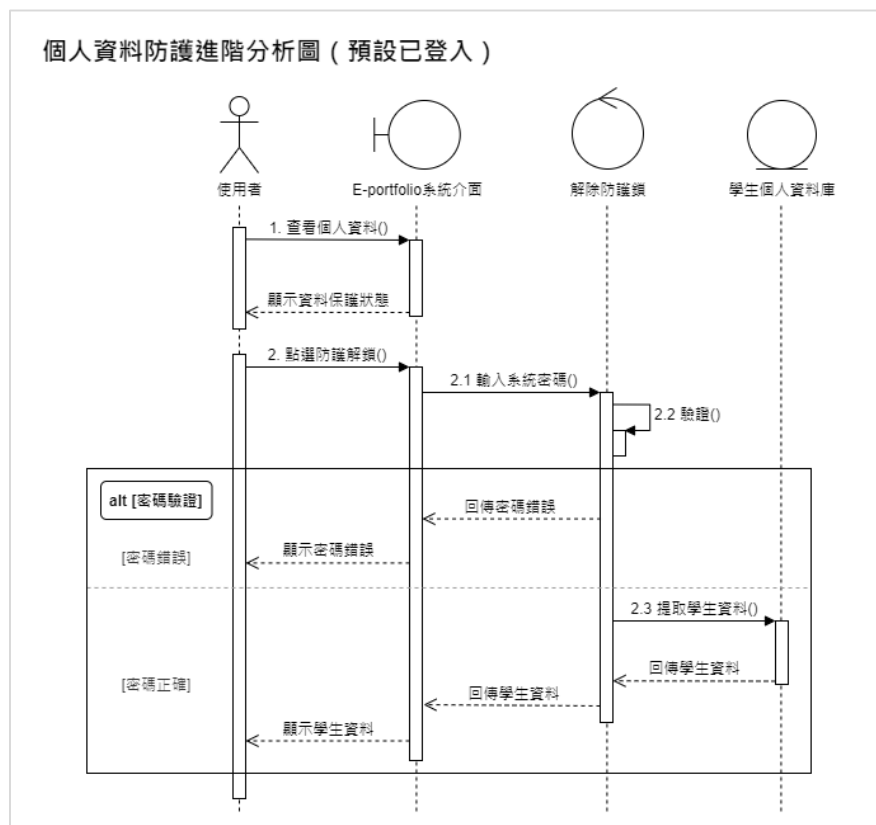 個人資料防護進階分析圖（預設已登入）
使用者
E-portfolio系統介面
解除防護鎖
學生個人資料庫
1. 查看個人資料()
顯示資料保護狀態
2. 點選防護解鎖()
2.1 輸入系統密碼()
2.2 驗證()
alt [密碼驗證]
回傳密碼錯誤
[密碼錯誤]
顯示密碼錯誤
2.3 提取學生資料()
回傳學生資料
[密碼正確]
回傳學生資料
顯示學生資料